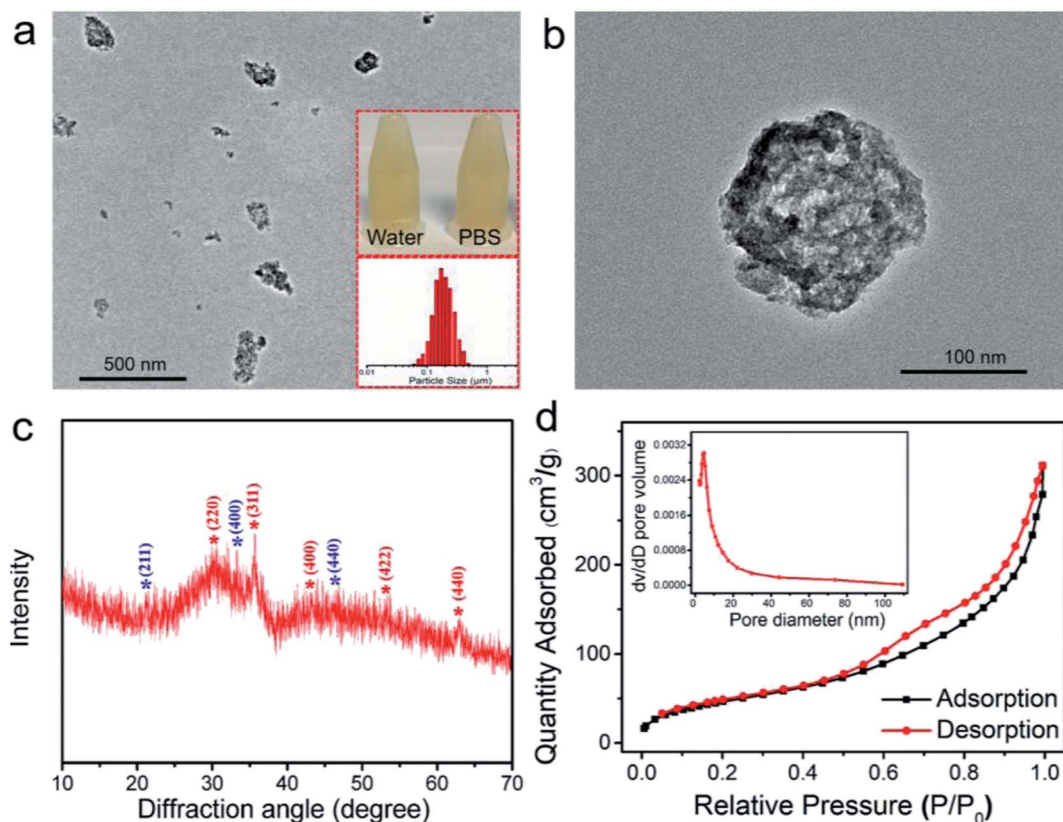 a
Water PBS
0.01 0.1 1
Particle Size (μm)
500 nm
b
100 nm
c
Intensity
*(211)
*(220)
*(400)
*(311)
*(400)
*(440)
*(422)
*(440)
10 20 30 40 50 60 70
Diffraction angle (degree)
d
Quantity Adsorbed (cm³/g)
300
200
100
0
dv/dD pore volume
0.0032
0.0024
0.0016
0.0008
0.0000
0 20 40 60 80 100
Pore diameter (nm)
Adsorption
Desorption
0.0 0.2 0.4 0.6 0.8 1.0
Relative Pressure (P/P₀)